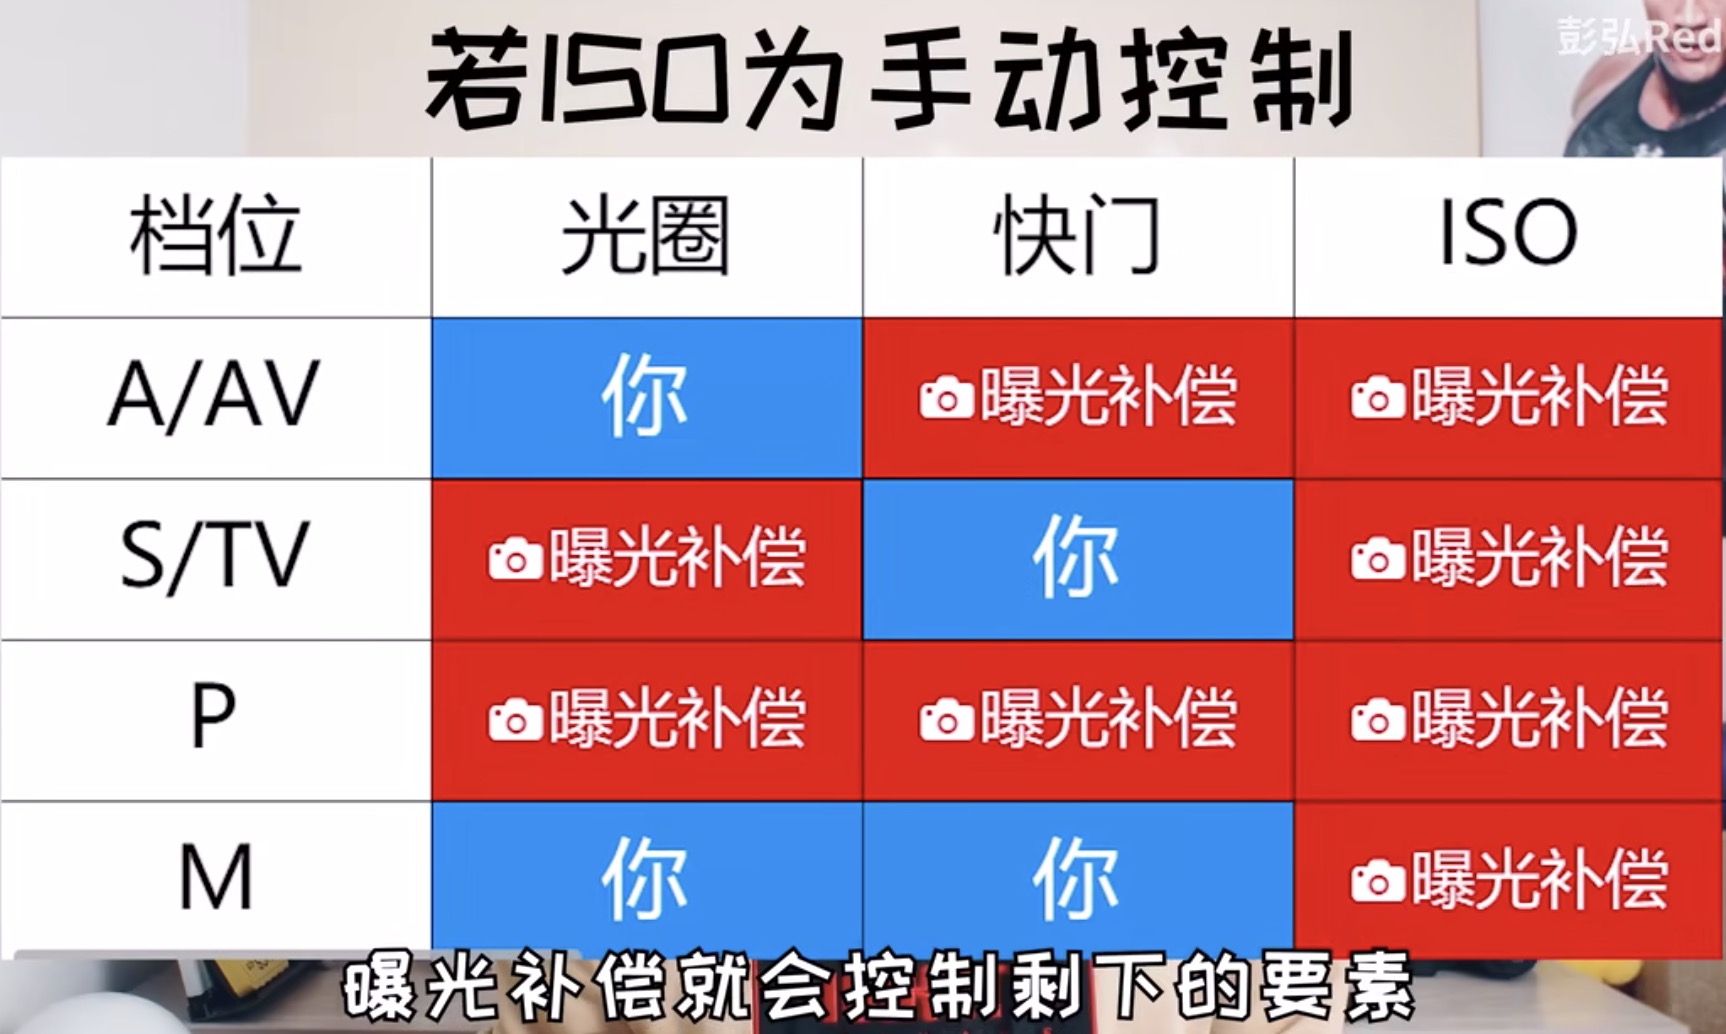 彭弘Red
若ISO为手动控制
档位 光圈 快门 ISO
A/AV 你 曝光补偿 曝光补偿
S/TV 曝光补偿 你 曝光补偿
P 曝光补偿 曝光补偿 曝光补偿
M 你 你 曝光补偿
曝光补偿就会控制剩下的要素